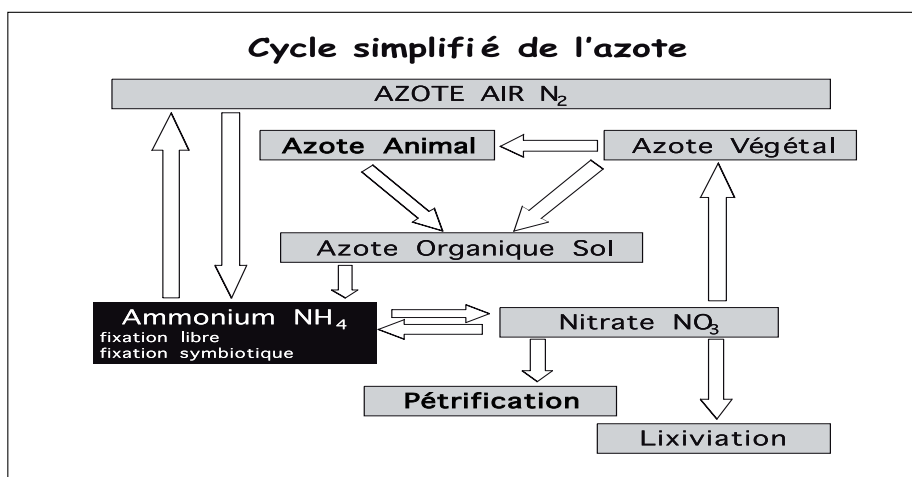 Cycle simplifié de l'azote
AZOTE AIR N₂
Azote Animal
Azote Végétal
Azote Organique Sol
Ammonium NH₄
fixation libre
fixation symbiotique
Nitrate NO₃
Pétrification
Lixiviation